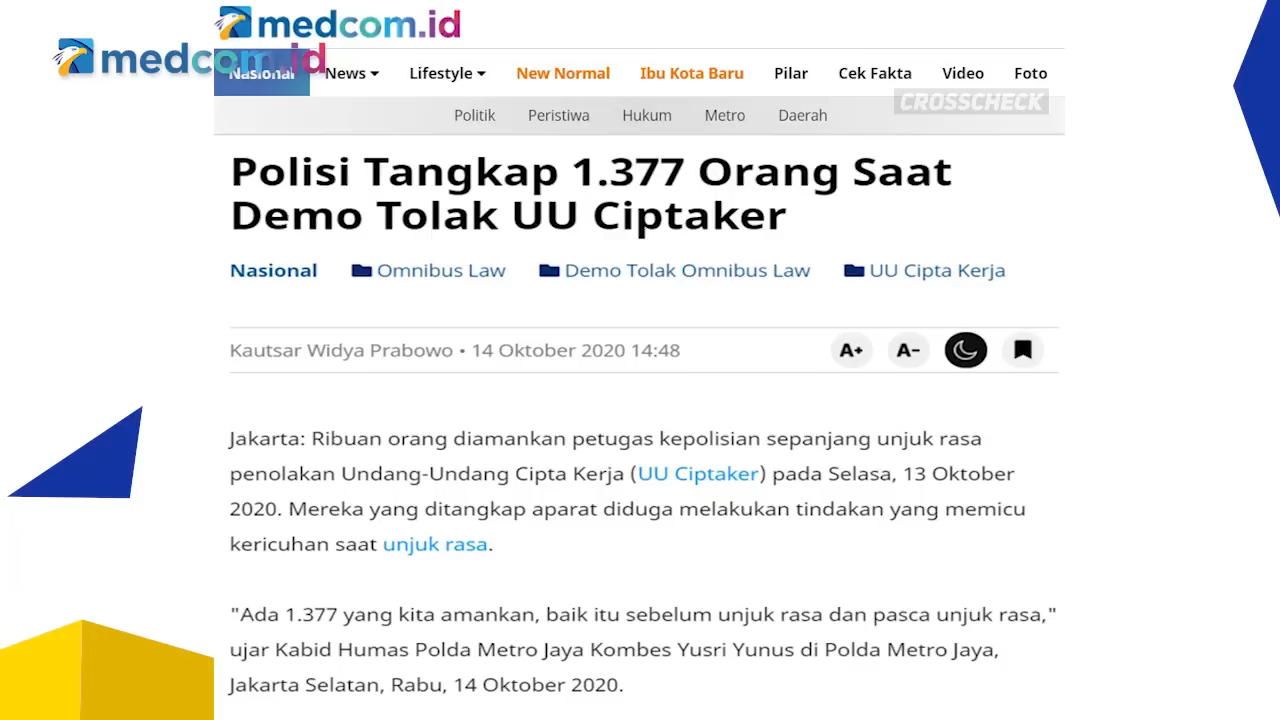 medcom.id
medcom.id
Nasional News Lifestyle New Normal Ibu Kota Baru Pilar Cek Fakta Video Foto
CROSSCHECK
Politik Peristiwa Hukum Metro Daerah
Polisi Tangkap 1.377 Orang Saat
Demo Tolak UU Ciptaker
Nasional Omnibus Law Demo Tolak Omnibus Law UU Cipta Kerja
Kautsar Widya Prabowo • 14 Oktober 2020 14:48 A+ A-
Jakarta: Ribuan orang diamankan petugas kepolisian sepanjang unjuk rasa
penolakan Undang-Undang Cipta Kerja (UU Ciptaker) pada Selasa, 13 Oktober
2020. Mereka yang ditangkap aparat diduga melakukan tindakan yang memicu
kericuhan saat unjuk rasa.
"Ada 1.377 yang kita amankan, baik itu sebelum unjuk rasa dan pasca unjuk rasa,"
ujar Kabid Humas Polda Metro Jaya Kombes Yusri Yunus di Polda Metro Jaya,
Jakarta Selatan, Rabu, 14 Oktober 2020.